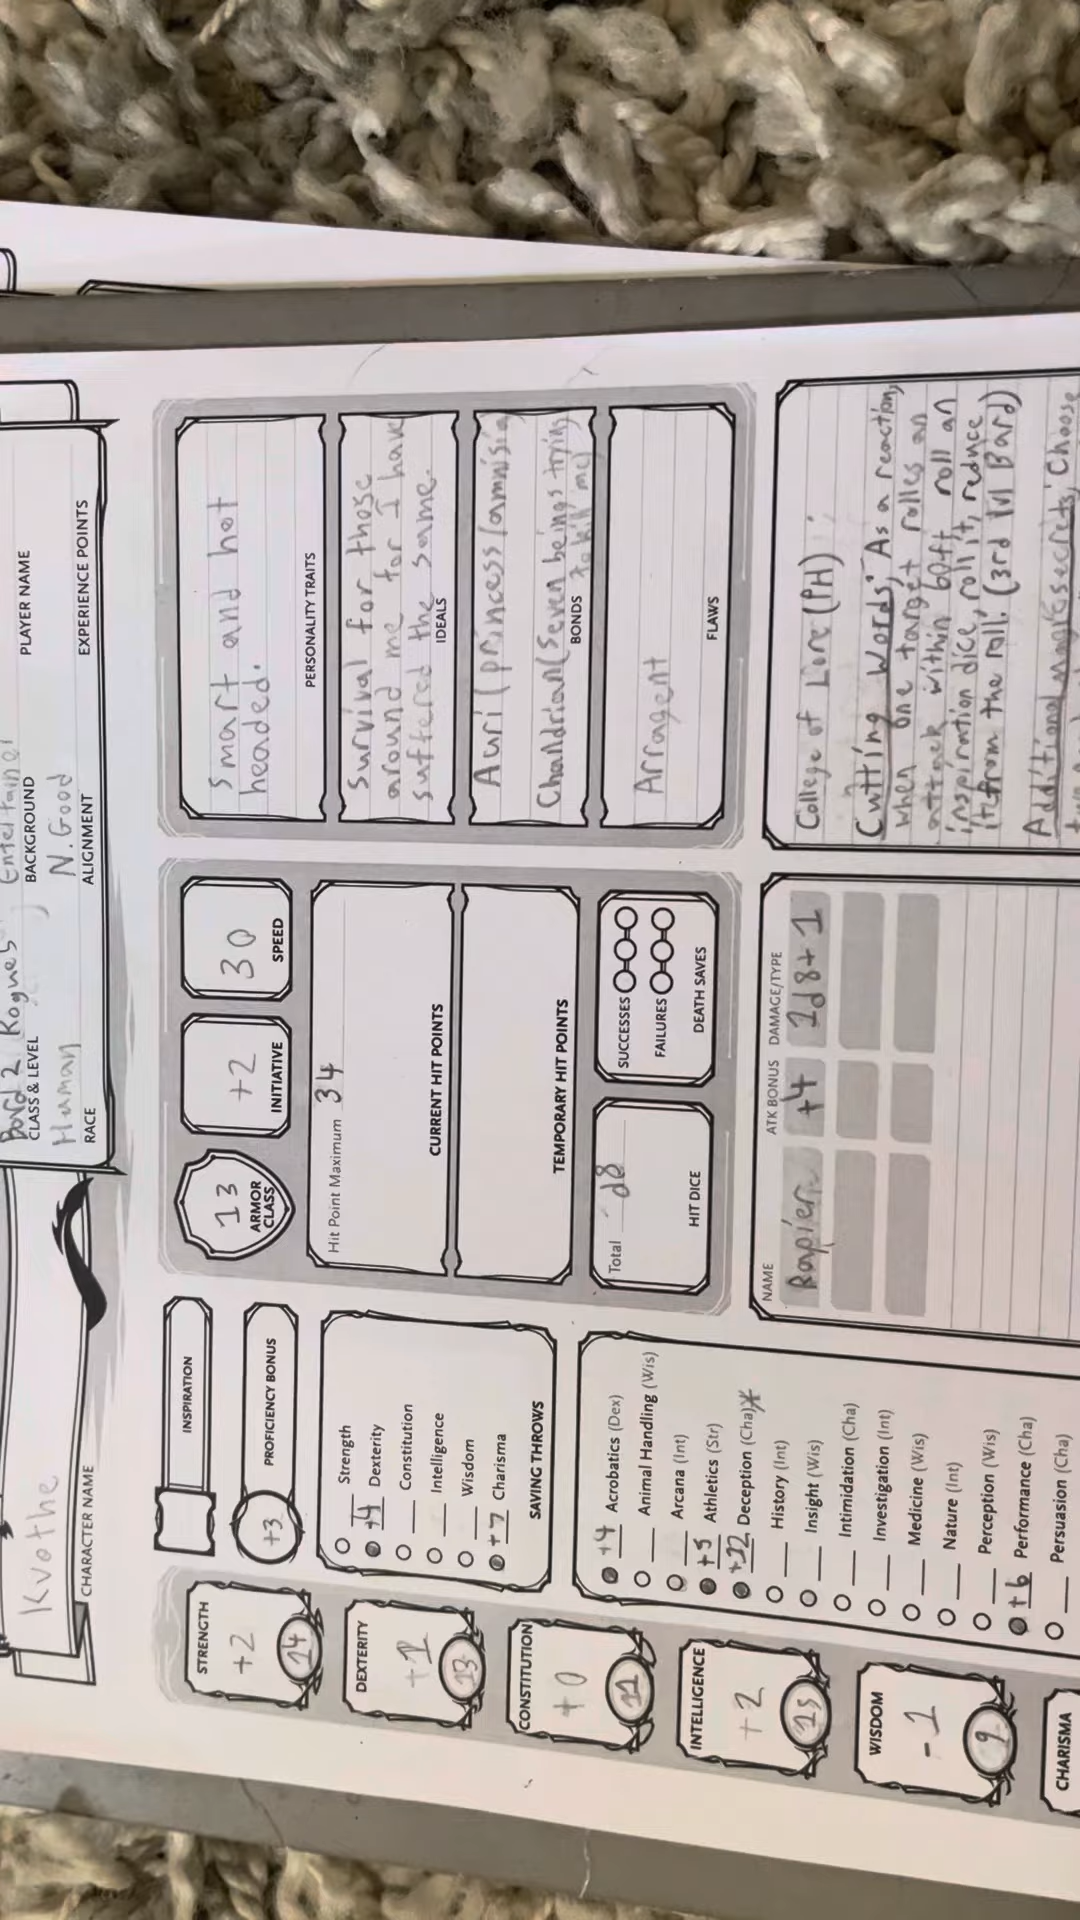 Kvothe
CHARACTER NAME
Bard 2 Rogue 5
Entertainer
CLASS & LEVEL
BACKGROUND
PLAYER NAME
Human
N. Good
RACE
ALIGNMENT
EXPERIENCE POINTS
STRENGTH
+2
14
DEXTERITY
+1
13
CONSTITUTION
+0
11
INTELLIGENCE
+2
15
WISDOM
-1
9
CHARISMA
INSPIRATION
+3
PROFICIENCY BONUS
Strength
+4 Dexterity
Constitution
Intelligence
Wisdom
+7 Charisma
SAVING THROWS
+4 Acrobatics (Dex)
Animal Handling (Wis)
Arcana (Int)
+5 Athletics (Str)
Deception (Cha)*
History (Int)
Insight (Wis)
Intimidation (Cha)
Investigation (Int)
Medicine (Wis)
Nature (Int)
Perception (Wis)
+6 Performance (Cha)
Persuasion (Cha)
13
ARMOR
CLASS
+2
INITIATIVE
30
SPEED
Hit Point Maximum 34
CURRENT HIT POINTS
TEMPORARY HIT POINTS
Total d8
HIT DICE
SUCCESSES
FAILURES
DEATH SAVES
NAME
ATK BONUS
DAMAGE/TYPE
Rapier
+4
1d8+1
Smart and hot
headed.
PERSONALITY TRAITS
Survival for those
around me for I have
suffered the same.
IDEALS
Auri (princess/amnisia
Chandrian (seven beings trying
to kill me)
BONDS
Arragent
FLAWS
College of Lore (PH):
Cutting Words; As a reaction,
when one target rolles an
attack within 60ft roll an
inspiration dice, roll it, reduce
it from the roll. (3rd lvl Bard)
Additional magic secrets; Choose